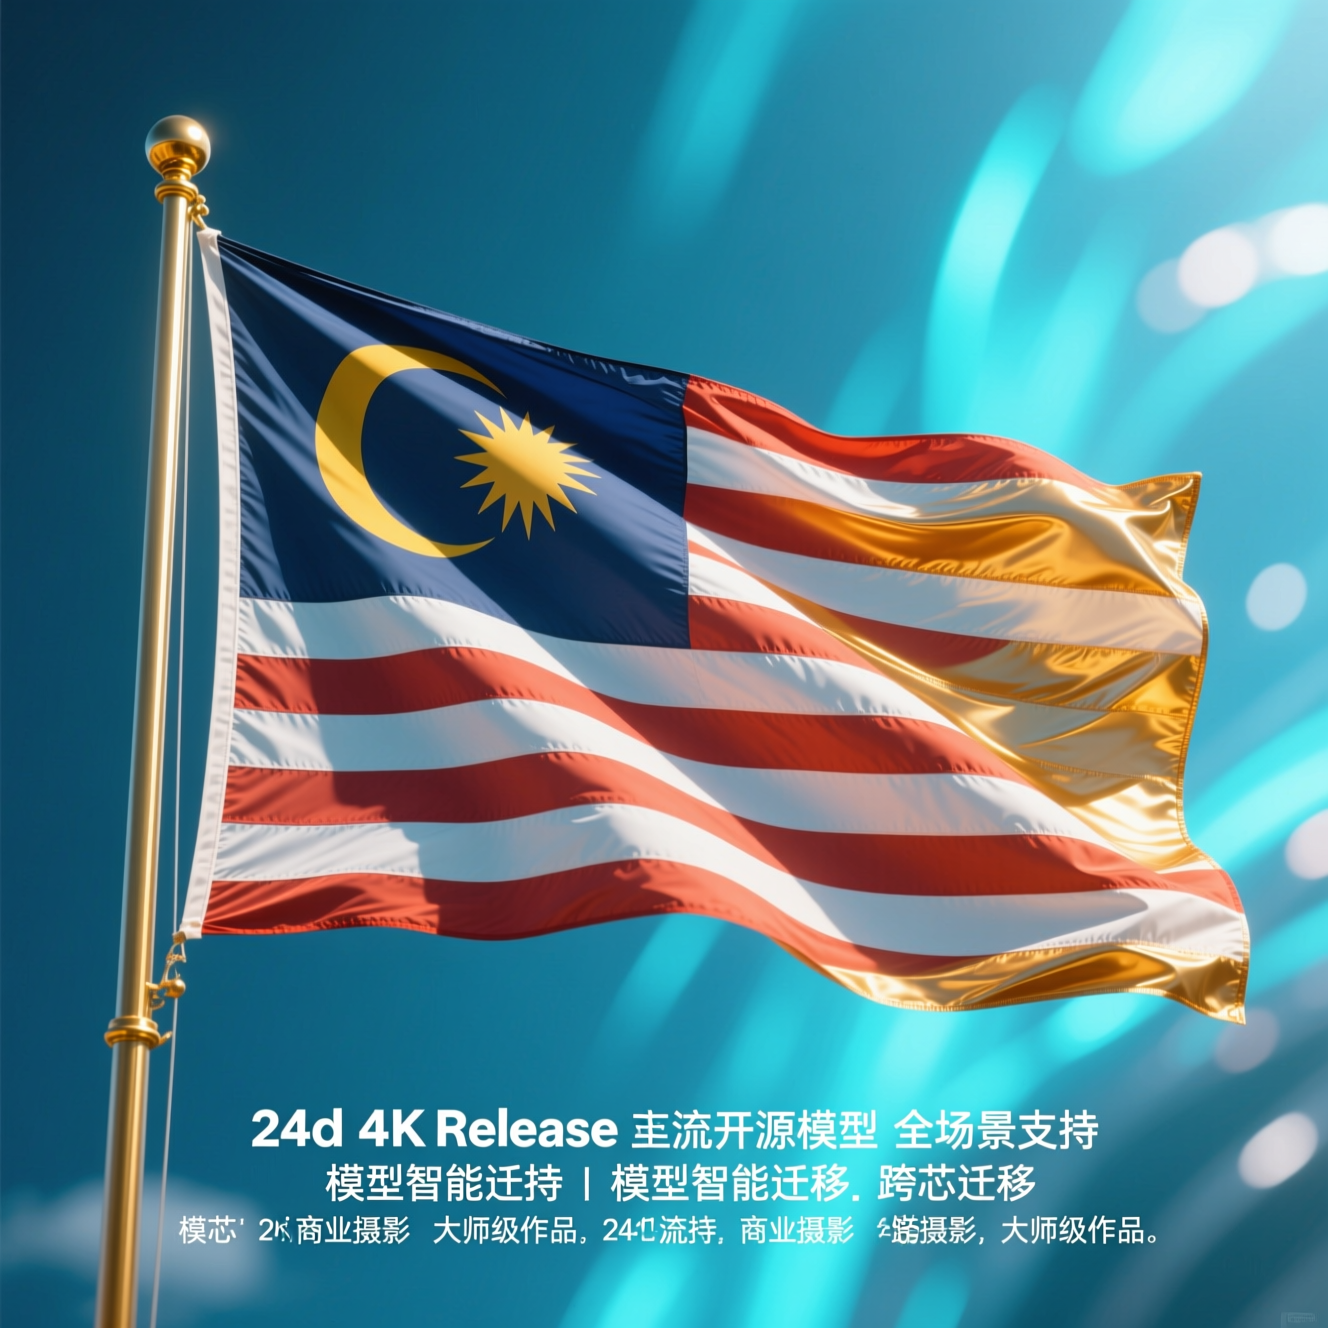 24d 4K Release 主流开源模型 全场景支持
模型智能迁持 | 模型智能迁移. 跨芯迁移
模芯' 商业摄影 大师级作品, 流持, 商业摄影 摄影, 大师级作品。